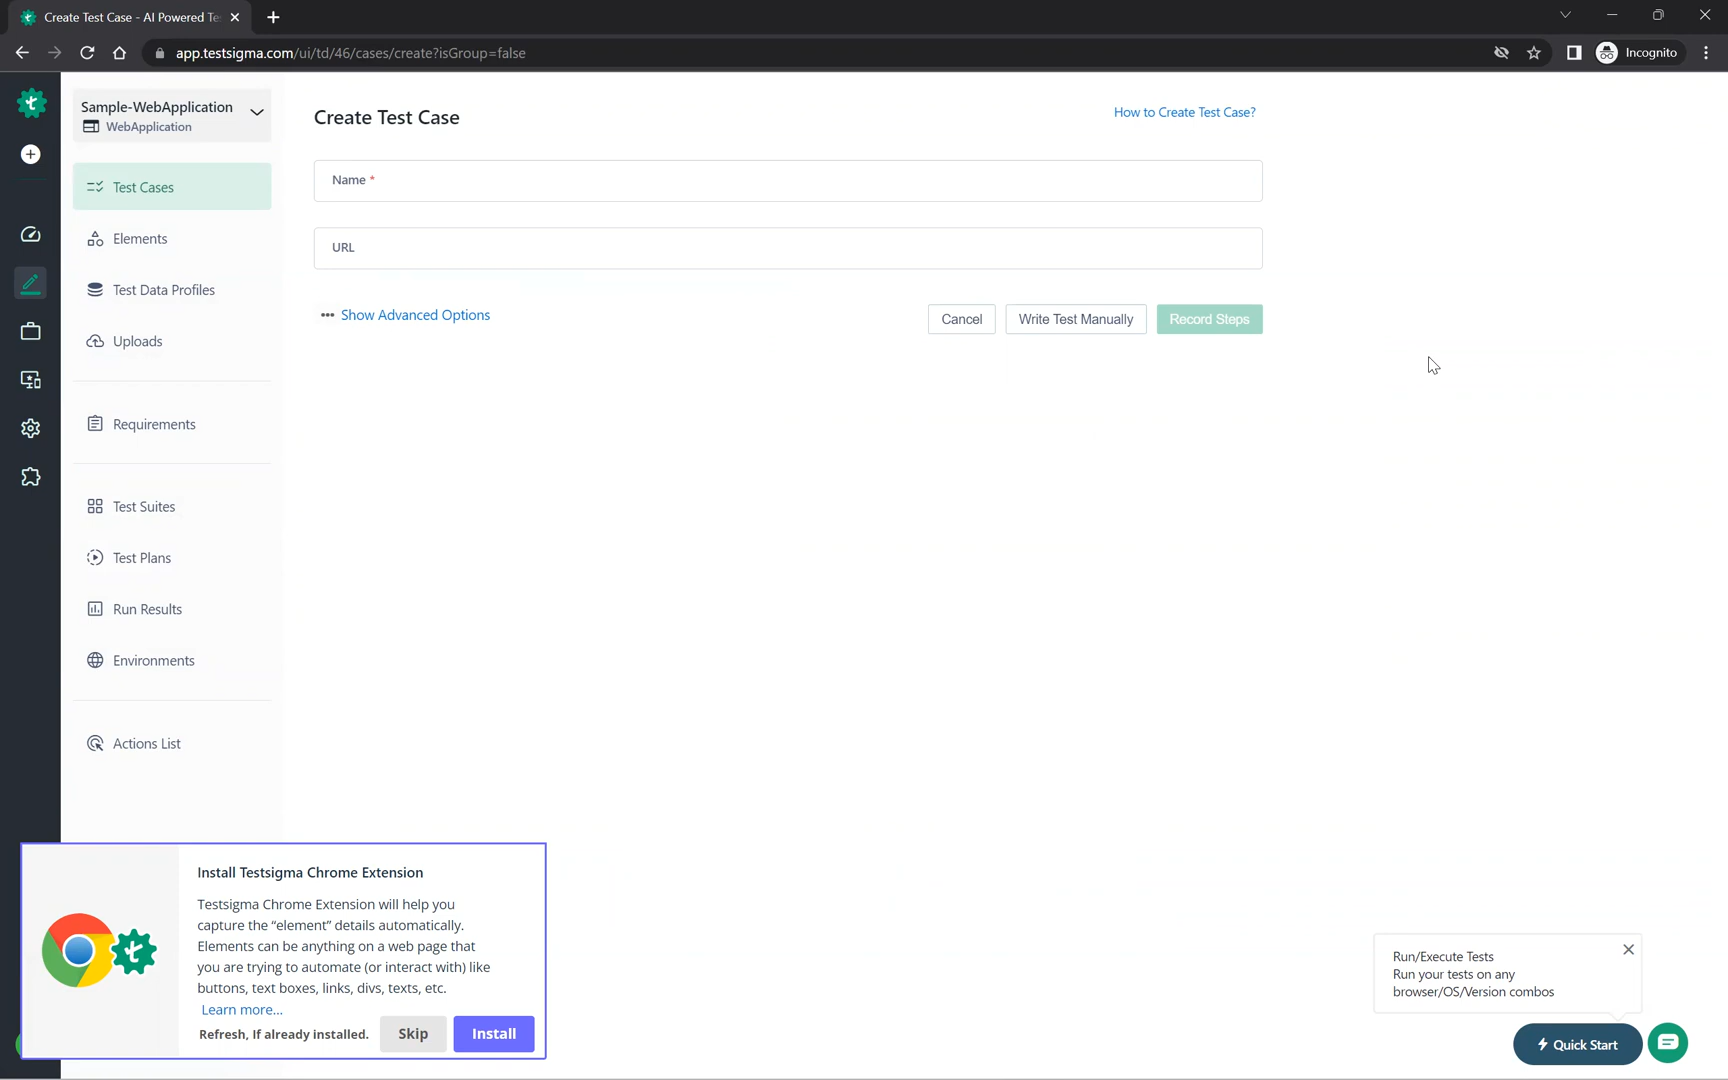 Create Test Case - AI Powered Te
app.testsigma.com/ui/td/46/cases/create?isGroup=false
Incognito
Sample-WebApplication
WebApplication
Test Cases
Elements
Test Data Profiles
Uploads
Requirements
Test Suites
Test Plans
Run Results
Environments
Actions List
Create Test Case
How to Create Test Case?
Name *
URL
Show Advanced Options
Cancel
Write Test Manually
Record Steps
Install Testsigma Chrome Extension
Testsigma Chrome Extension will help you
capture the “element” details automatically.
Elements can be anything on a web page that
you are trying to automate (or interact with) like
buttons, text boxes, links, divs, texts, etc.
Learn more...
Refresh, If already installed.
Skip
Install
Run/Execute Tests
Run your tests on any
browser/OS/Version combos
Quick Start